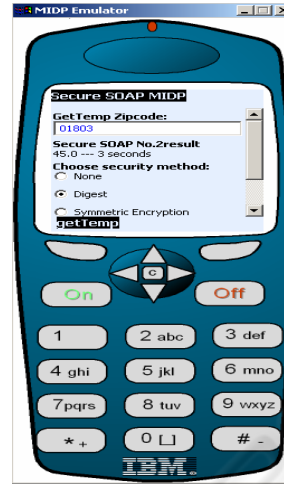 MIDP Emulator
Secure SOAP MIDP
GetTemp Zipcode:
01803
Secure SOAP No.2result
45.0 --- 3 seconds
Choose security method:
None
Digest
Symmetric Encryption
getTemp
C
On
Off
1
2 abc
3 def
4 ghi
5 jkl
6 mno
7pqrs
8 tuv
9 wxyz
* +
0
# -
IBM.